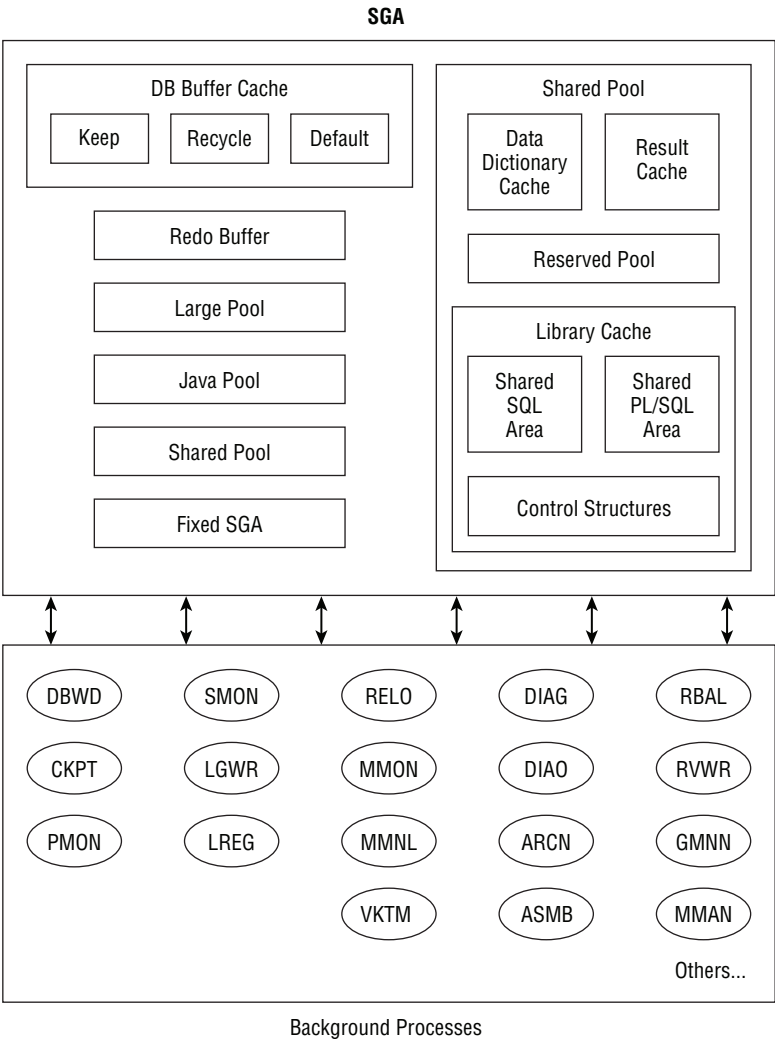 SGA
DB Buffer Cache
Keep
Recycle
Default
Redo Buffer
Large Pool
Java Pool
Shared Pool
Fixed SGA
Shared Pool
Data
Dictionary
Cache
Result
Cache
Reserved Pool
Library Cache
Shared
SQL
Area
Shared
PL/SQL
Area
Control Structures
DBWD
SMON
RELO
DIAG
RBAL
CKPT
LGWR
MMON
DIAO
RVWR
PMON
LREG
MMNL
ARCN
GMNN
VKTM
ASMB
MMAN
Others...
Background Processes